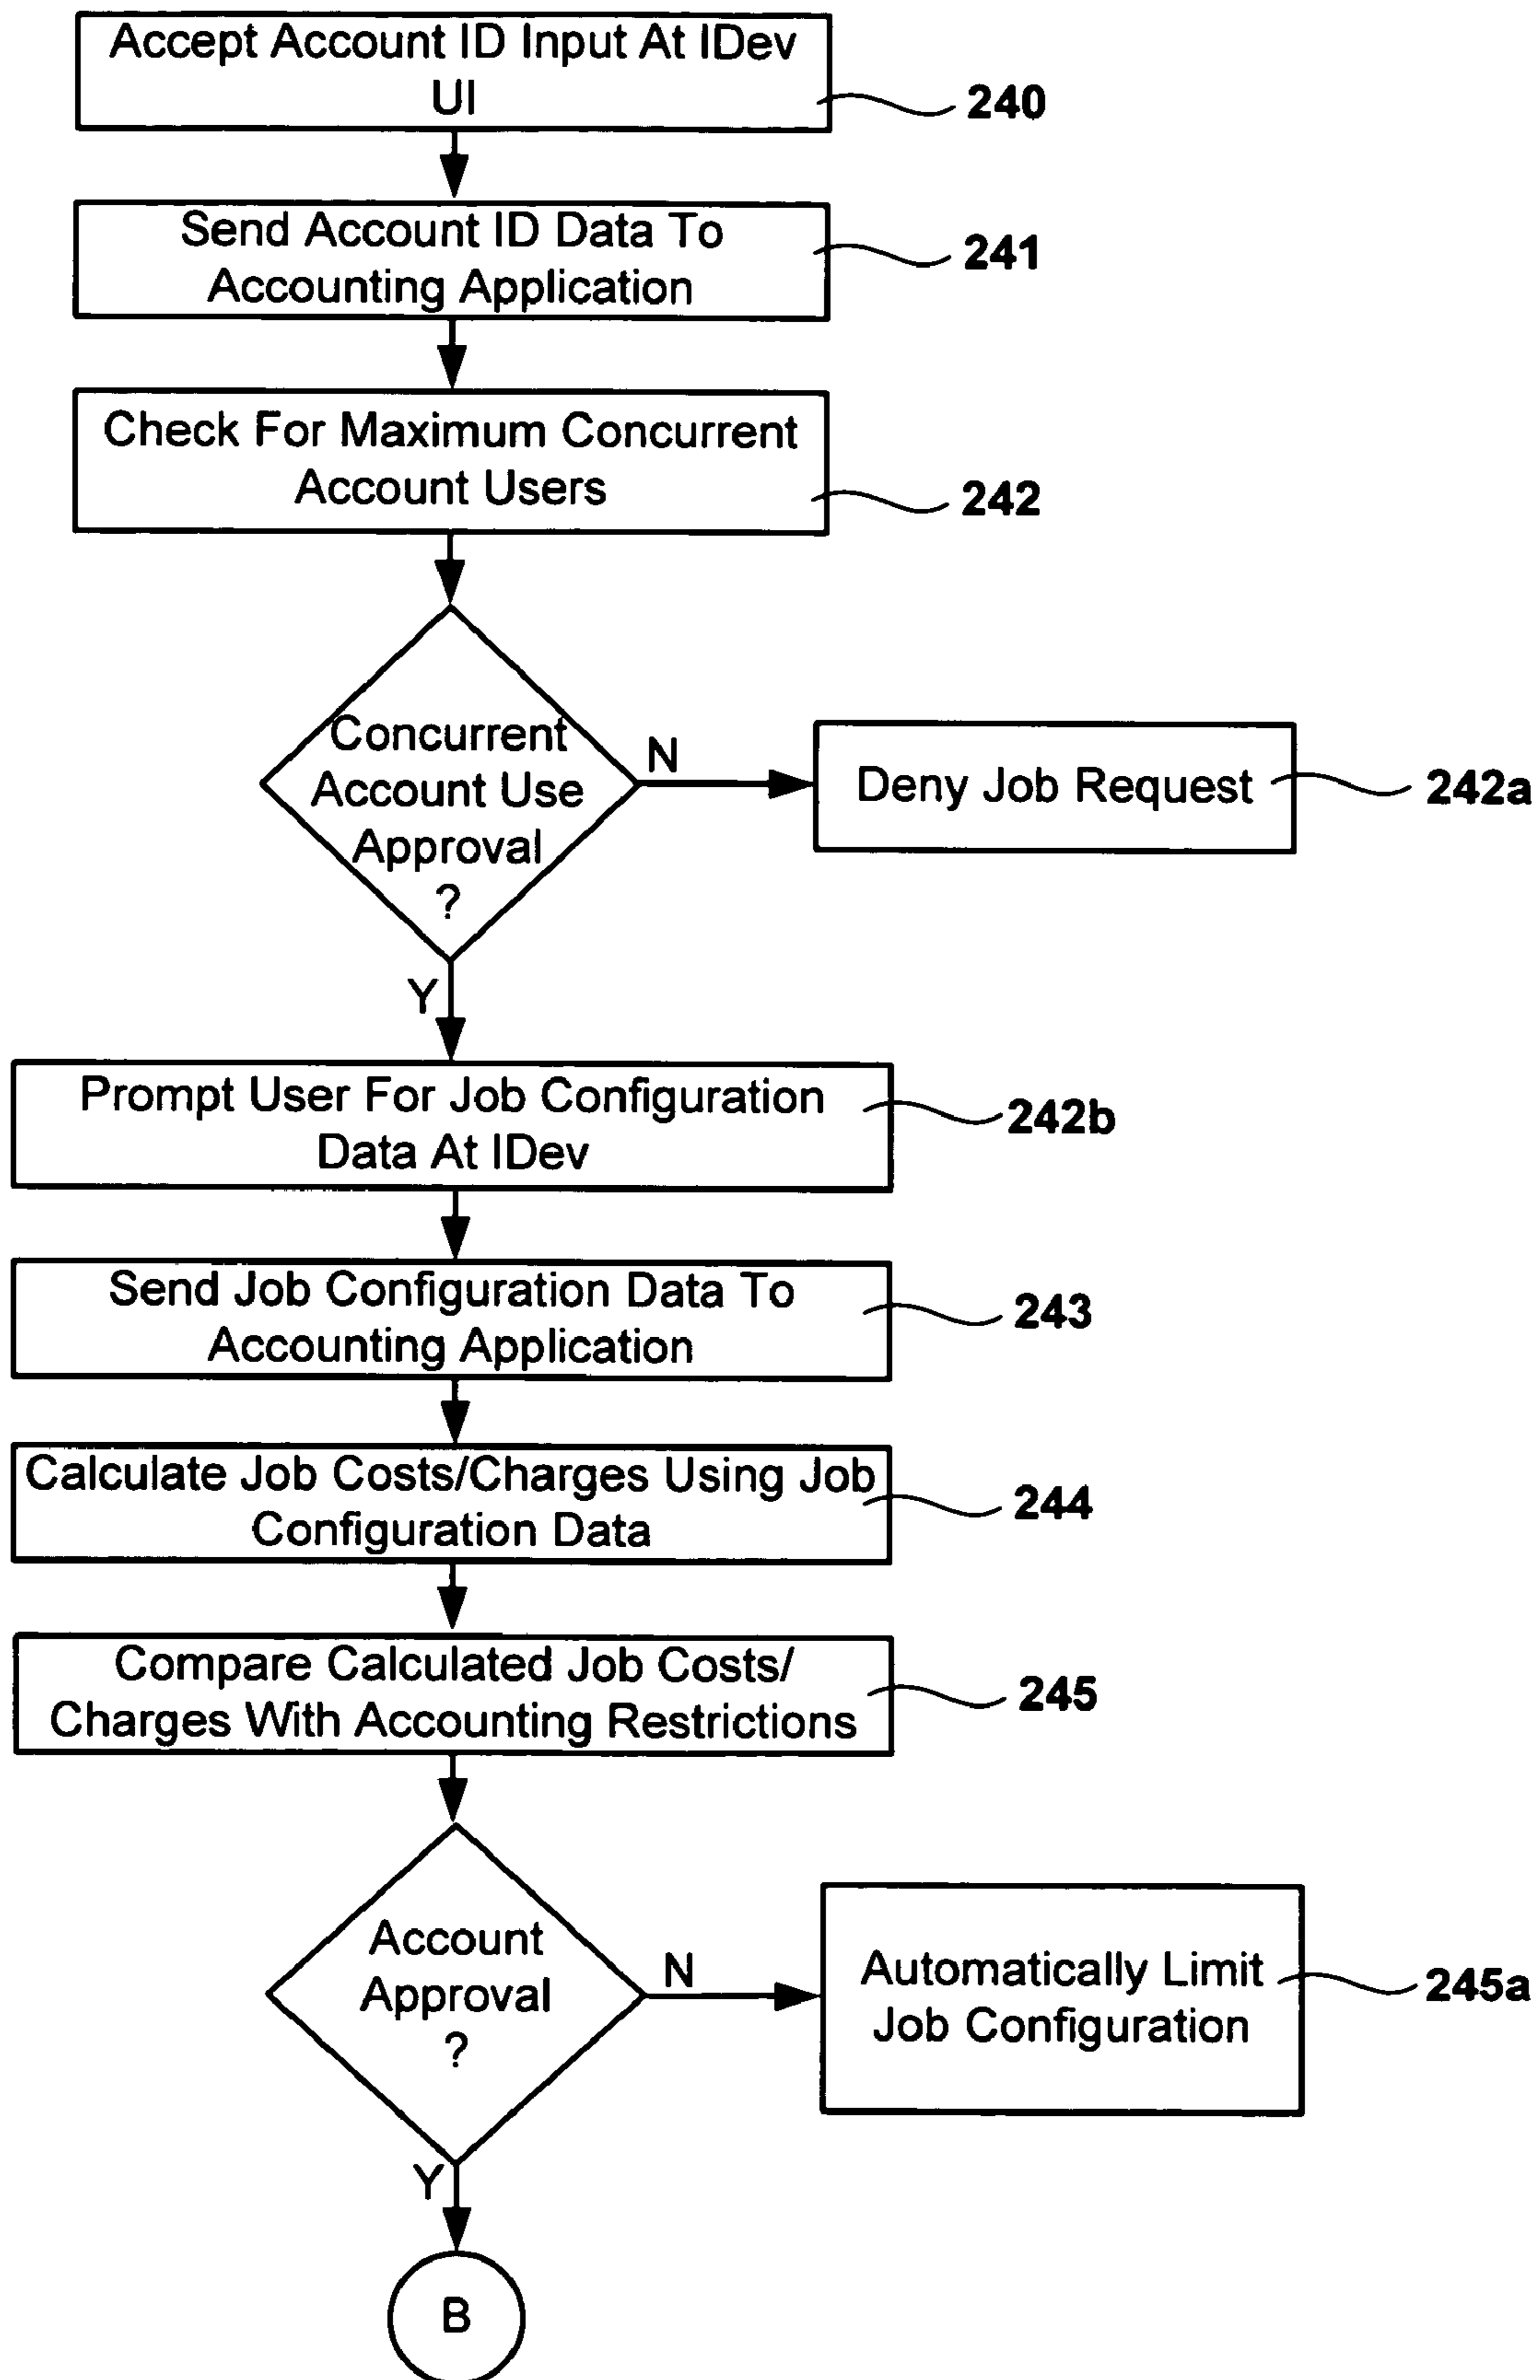 Accept Account ID Input At IDev
UI
240
Send Account ID Data To
Accounting Application
241
Check For Maximum Concurrent
Account Users
242
Concurrent
Account Use
Approval
?
N
Deny Job Request
242a
Y
Prompt User For Job Configuration
Data At IDev
242b
Send Job Configuration Data To
Accounting Application
243
Calculate Job Costs/Charges Using Job
Configuration Data
244
Compare Calculated Job Costs/
Charges With Accounting Restrictions
245
Account
Approval
?
N
Automatically Limit
Job Configuration
245a
Y
B